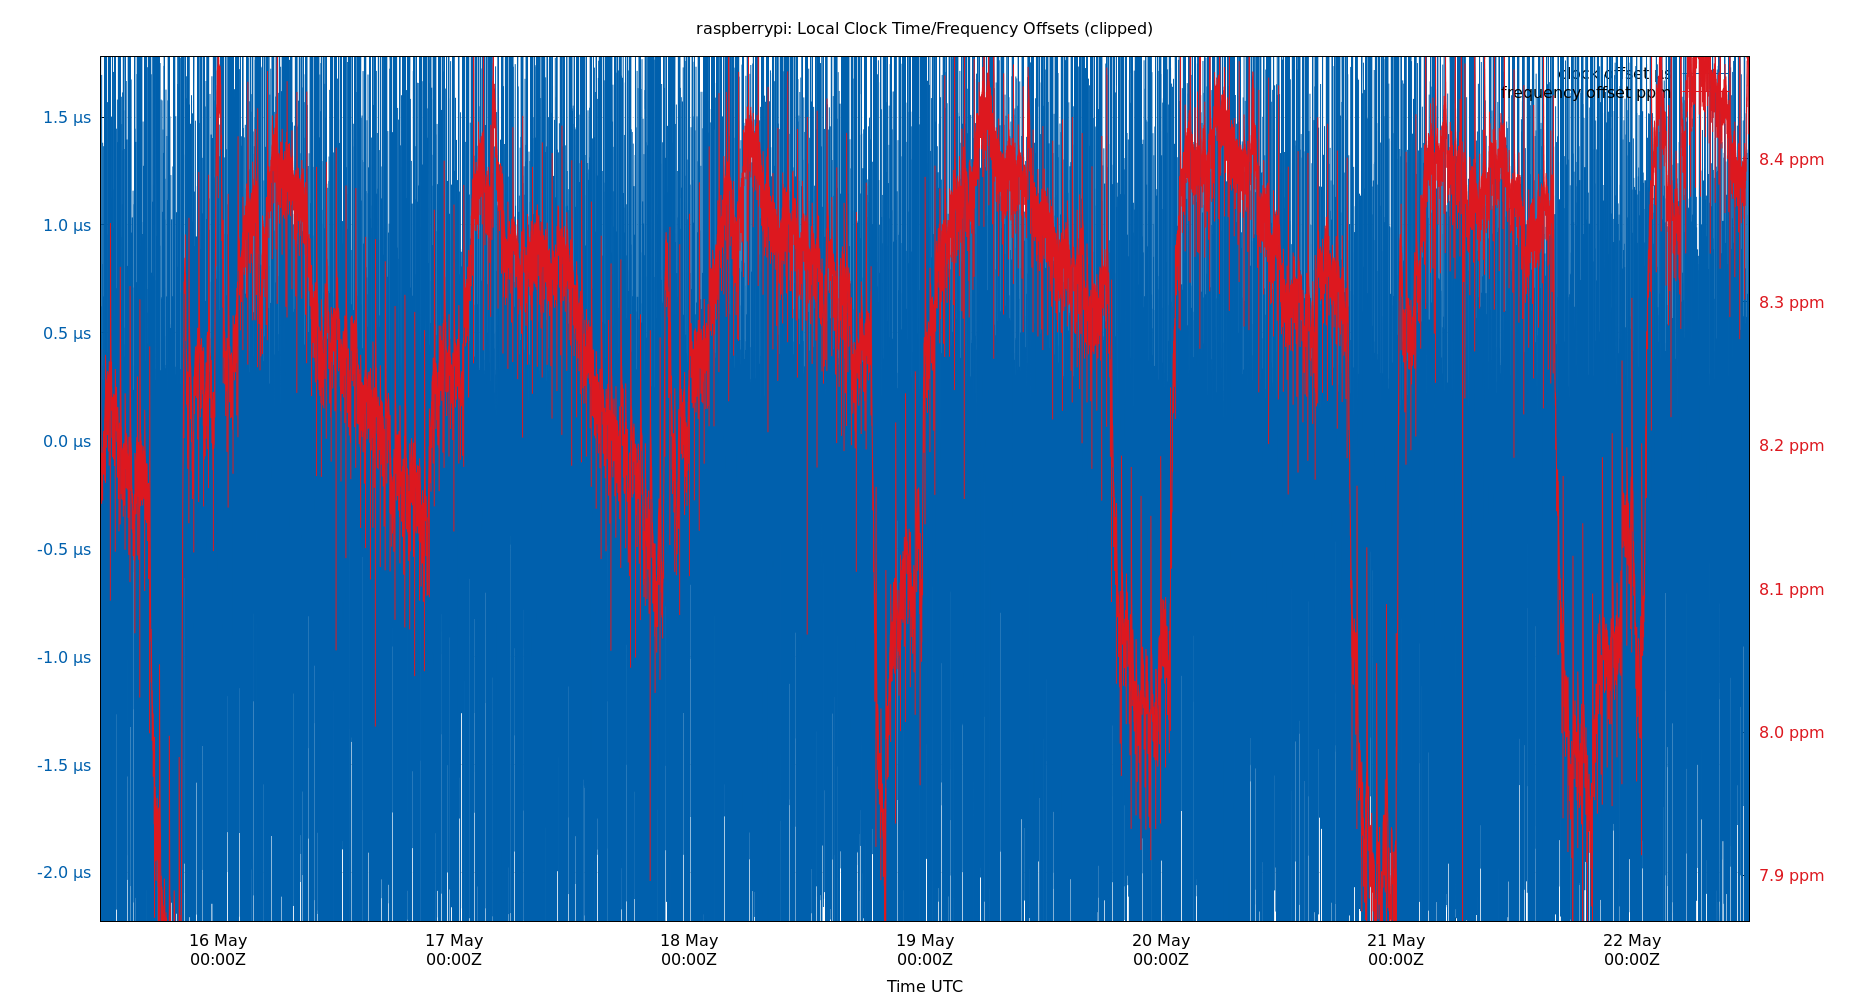 raspberrypi: Local Clock Time/Frequency Offsets (clipped)
clock offset µs
frequency offset ppm
1.5 µs
1.0 µs
0.5 µs
0.0 µs
-0.5 µs
-1.0 µs
-1.5 µs
-2.0 µs
8.4 ppm
8.3 ppm
8.2 ppm
8.1 ppm
8.0 ppm
7.9 ppm
16 May 17 May 18 May 19 May 20 May 21 May 22 May
00:00Z 00:00Z 00:00Z 00:00Z 00:00Z 00:00Z 00:00Z
Time UTC